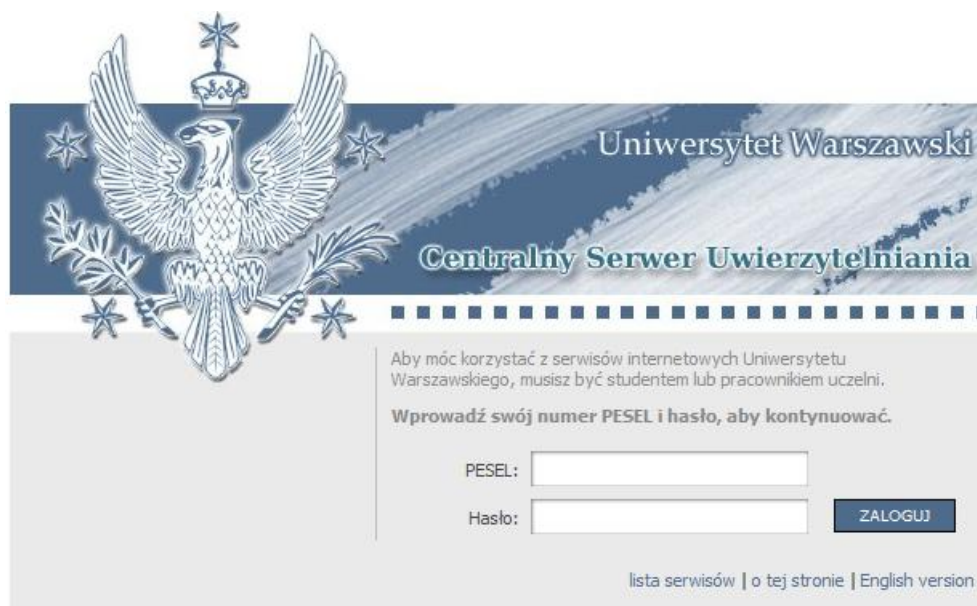 Uniwersytet Warszawski
Centralny Serwer Uwierzytelniania
Aby móc korzystać z serwisów internetowych Uniwersytetu
Warszawskiego, musisz być studentem lub pracownikiem uczelni.
Wprowadź swój numer PESEL i hasło, aby kontynuować.
PESEL:
Hasło:
ZALOGUJ
lista serwisów | o tej stronie | English version